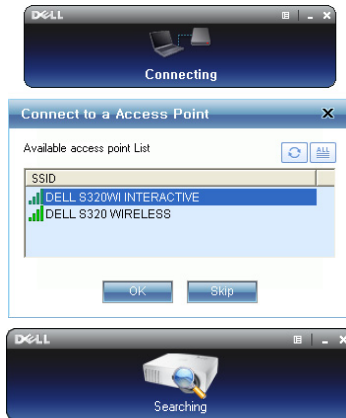 DELL
Connecting
Connect to a Access Point
Available access point List
ALL
SSID
DELL S320WI INTERACTIVE
DELL S320 WIRELESS
OK Skip
DELL
Searching